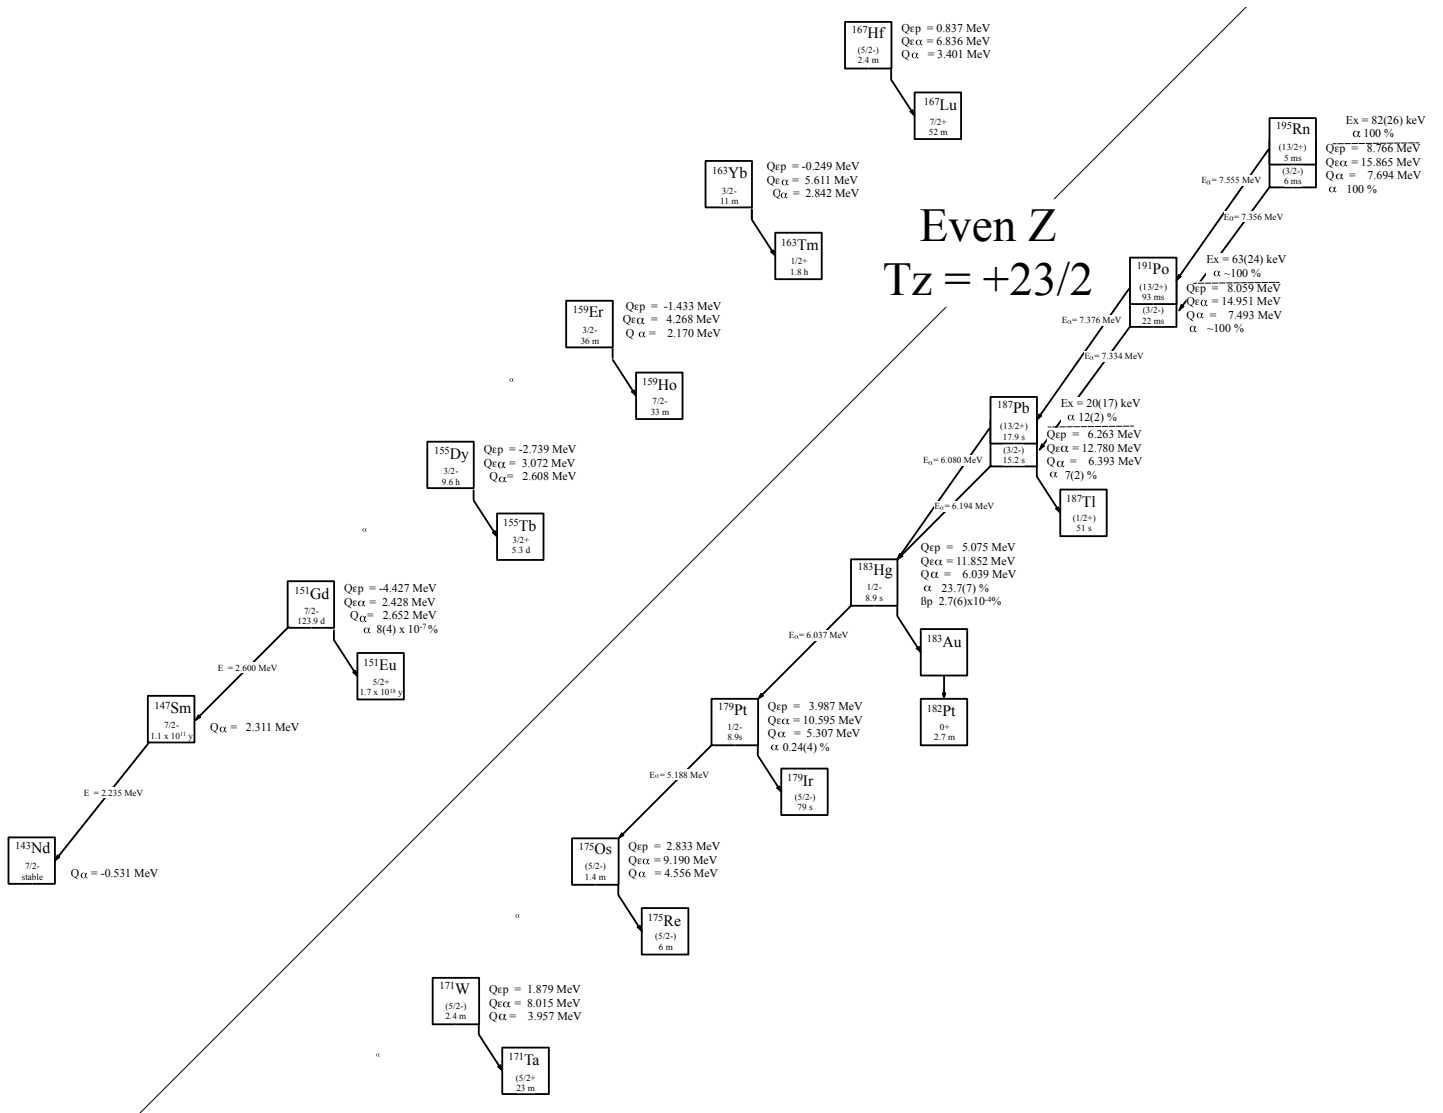 Even Z
Tz = +23/2
167Hf
(5/2-)
2.4 m
Qεp = 0.837 MeV
Qεα = 6.836 MeV
Qα = 3.401 MeV
167Lu
7/2+
52 m
195Rn
(13/2+)
5 ms
(3/2-)
6 ms
Ex = 82(26) keV
α 100 %
Qεp = 8.766 MeV
Qεα = 15.865 MeV
Qα = 7.694 MeV
α 100 %
Eα= 7.555 MeV
Eα= 7.356 MeV
163Yb
3/2-
11 m
Qεp = -0.249 MeV
Qεα = 5.611 MeV
Qα = 2.842 MeV
163Tm
1/2+
1.8 h
191Po
(13/2+)
93 ms
(3/2-)
22 ms
Ex = 63(24) keV
α ~100 %
Qεp = 8.059 MeV
Qεα = 14.951 MeV
Qα = 7.493 MeV
α ~100 %
Eα= 7.376 MeV
Eα= 7.334 MeV
159Er
3/2-
36 m
Qεp = -1.433 MeV
Qεα = 4.268 MeV
Q α = 2.170 MeV
159Ho
7/2-
33 m
α
187Pb
(13/2+)
17.9 s
(3/2-)
15.2 s
Ex = 20(17) keV
α 12(2) %
Qεp = 6.263 MeV
Qεα = 12.780 MeV
Qα = 6.393 MeV
α 7(2) %
187Tl
(1/2+)
51 s
Eα= 6.080 MeV
Eα= 6.194 MeV
155Dy
3/2-
9.6 h
Qεp = -2.739 MeV
Qεα = 3.072 MeV
Qα= 2.608 MeV
155Tb
3/2+
5.3 d
α
183Hg
1/2-
8.9 s
Qεp = 5.075 MeV
Qεα = 11.852 MeV
Qα = 6.039 MeV
α 23.7(7) %
βp 2.7(6)x10-4%
183Au
182Pt
0+
2.7 m
Eα= 6.037 MeV
151Gd
7/2-
123.9 d
Qεp = -4.427 MeV
Qεα = 2.428 MeV
Qα= 2.652 MeV
α 8(4) x 10-7%
151Eu
5/2+
1.7 x 1018 y
E = 2.600 MeV
147Sm
7/2-
1.1 x 1011 y
Qα = 2.311 MeV
E = 2.235 MeV
143Nd
7/2-
stable
Qα = -0.531 MeV
179Pt
1/2-
8.9s
Qεp = 3.987 MeV
Qεα = 10.595 MeV
Qα = 5.307 MeV
α 0.24(4) %
179Ir
(5/2-)
79 s
Eα= 5.188 MeV
175Os
(5/2-)
1.4 m
Qεp = 2.833 MeV
Qεα = 9.190 MeV
Qα = 4.556 MeV
175Re
(5/2-)
6 m
α
171W
(5/2-)
2.4 m
Qεp = 1.879 MeV
Qεα = 8.015 MeV
Qα = 3.957 MeV
171Ta
(5/2+
23 m
α